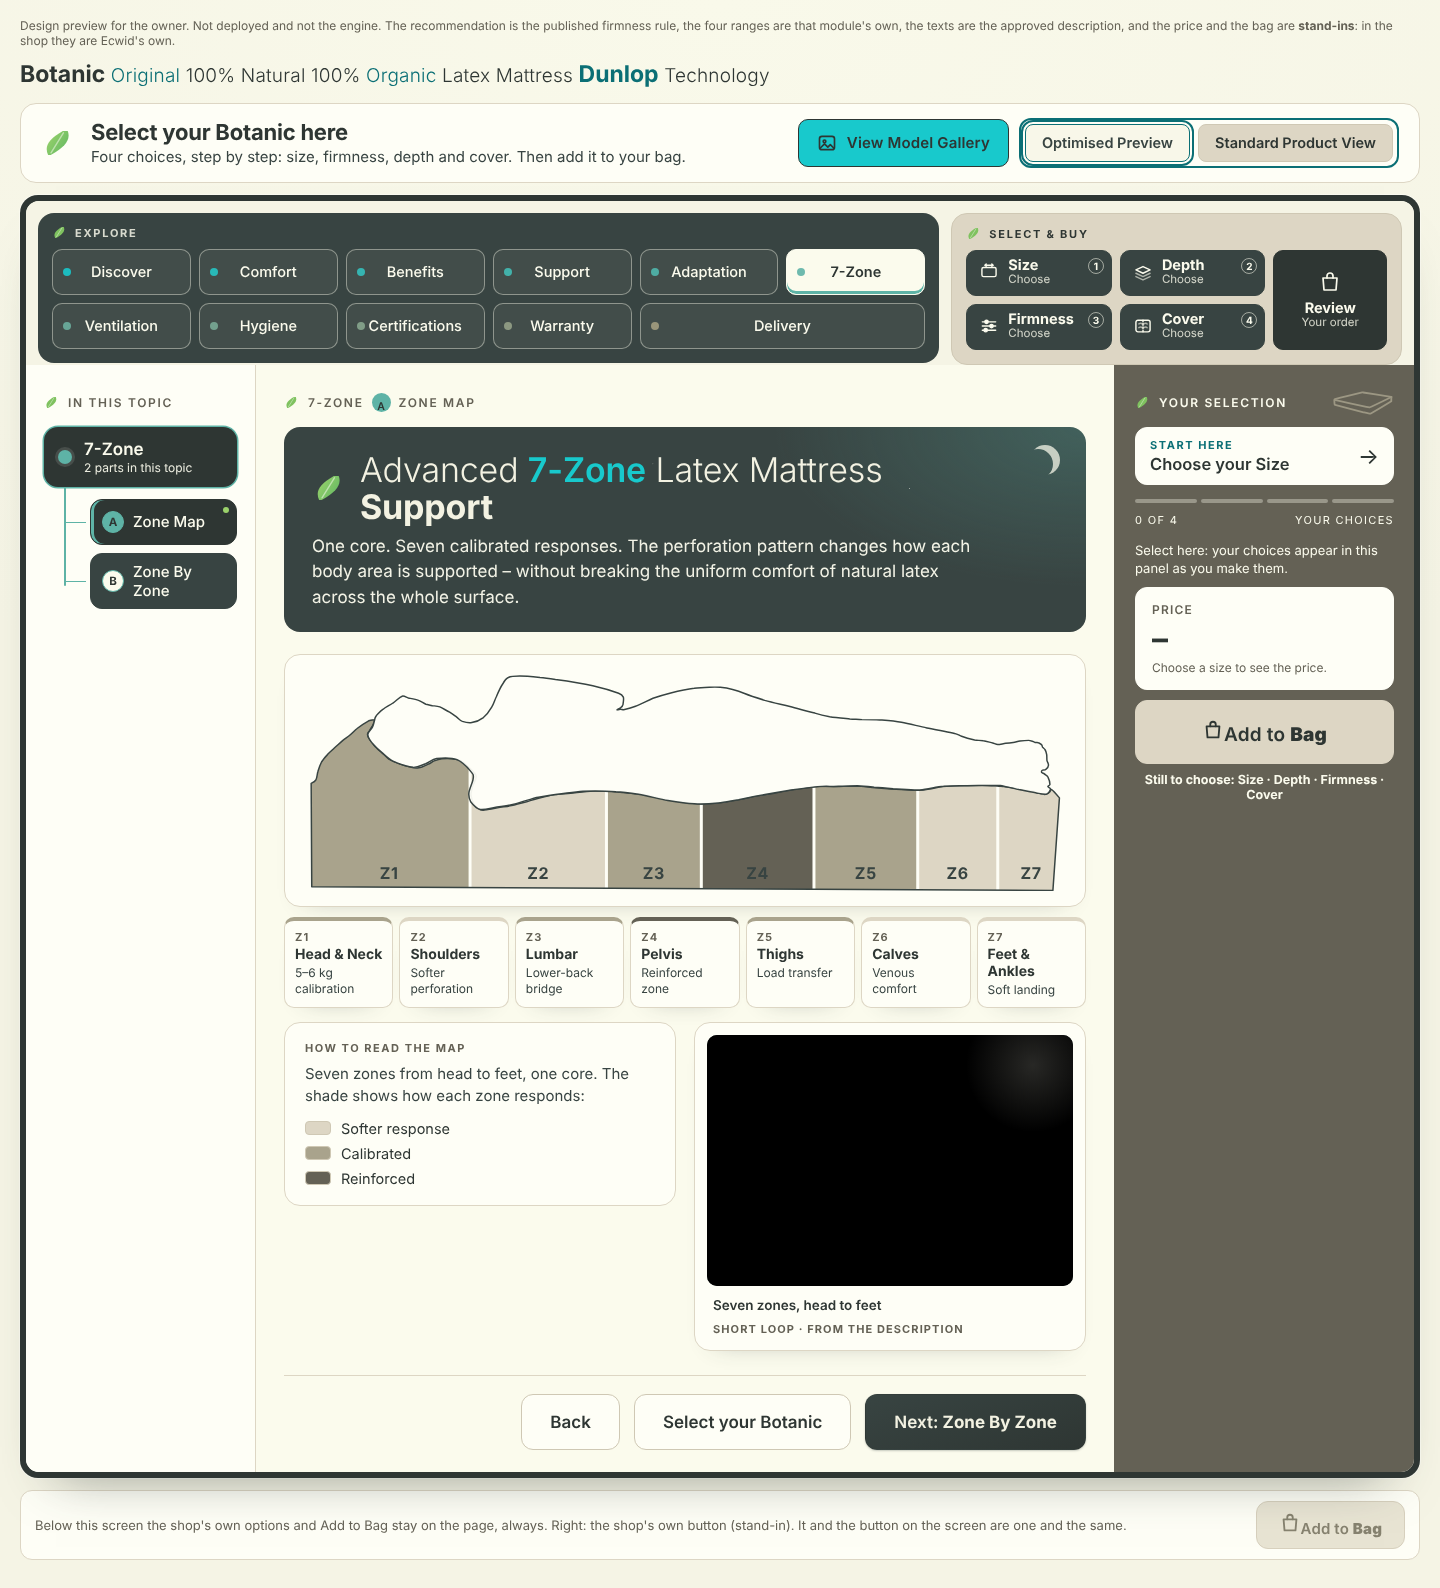 Design preview for the owner. Not deployed and not the engine. The recommendation is the published firmness rule, the four ranges are that module's own, the texts are the approved description, and the price and the bag are stand-ins: in the
shop they are Ecwid's own.
Botanic Original 100% Natural 100% Organic Latex Mattress Dunlop Technology
Select your Botanic here
Four choices, step by step: size, firmness, depth and cover. Then add it to your bag.
View Model Gallery
Optimised Preview
Standard Product View
EXPLORE
Discover
Comfort
Benefits
Support
Adaptation
7-Zone
Ventilation
Hygiene
Certifications
Warranty
Delivery
SELECT & BUY
Size
Choose
1
Depth
Choose
2
Firmness
Choose
3
Cover
Choose
4
Review
Your order
IN THIS TOPIC
7-Zone
2 parts in this topic
A
Zone Map
B
Zone By
Zone
7-ZONE A ZONE MAP
Advanced 7-Zone Latex Mattress
Support
One core. Seven calibrated responses. The perforation pattern changes how each
body area is supported – without breaking the uniform comfort of natural latex
across the whole surface.
Z1 Z2 Z3 Z4 Z5 Z6 Z7
Z1
Head & Neck
5–6 kg
calibration
Z2
Shoulders
Softer
perforation
Z3
Lumbar
Lower-back
bridge
Z4
Pelvis
Reinforced
zone
Z5
Thighs
Load transfer
Z6
Calves
Venous
comfort
Z7
Feet &
Ankles
Soft landing
HOW TO READ THE MAP
Seven zones from head to feet, one core. The
shade shows how each zone responds:
Softer response
Calibrated
Reinforced
Seven zones, head to feet
SHORT LOOP · FROM THE DESCRIPTION
Back
Select your Botanic
Next: Zone By Zone
YOUR SELECTION
START HERE
Choose your Size
0 OF 4
YOUR CHOICES
Select here: your choices appear in this
panel as you make them.
PRICE
–
Choose a size to see the price.
Add to Bag
Still to choose: Size · Depth · Firmness ·
Cover
Below this screen the shop's own options and Add to Bag stay on the page, always. Right: the shop's own button (stand-in). It and the button on the screen are one and the same.
Add to Bag